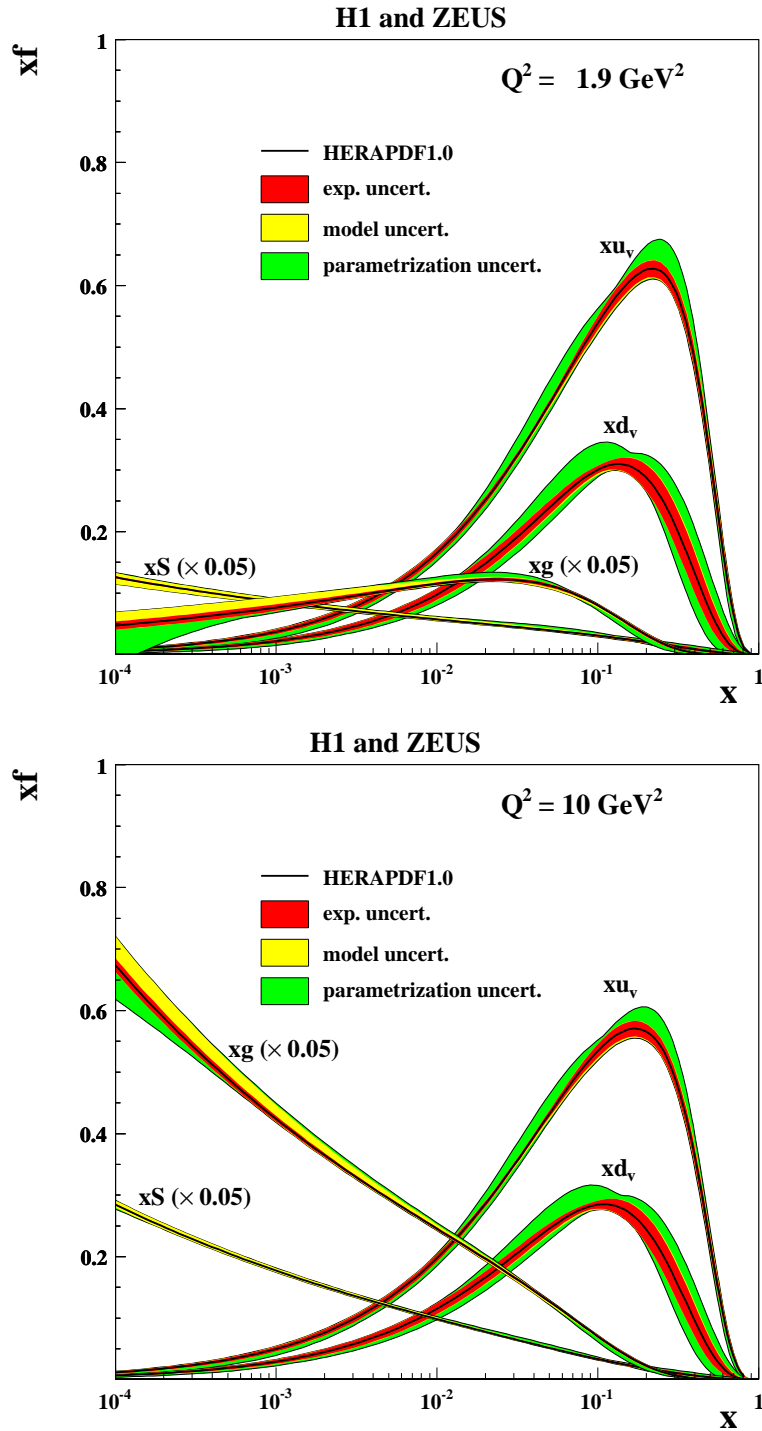 H1 and ZEUS
xf
1
Q² = 1.9 GeV²
0.8
HERAPDF1.0
exp. uncert.
model uncert.
parametrization uncert.
xuᵥ
0.6
0.4
xdᵥ
0.2
xS (× 0.05)
xg (× 0.05)
10⁻⁴
10⁻³
10⁻²
10⁻¹
1
x
H1 and ZEUS
xf
1
Q² = 10 GeV²
0.8
HERAPDF1.0
exp. uncert.
model uncert.
parametrization uncert.
xuᵥ
0.6
xg (× 0.05)
0.4
xS (× 0.05)
xdᵥ
0.2
10⁻⁴
10⁻³
10⁻²
10⁻¹
1
x